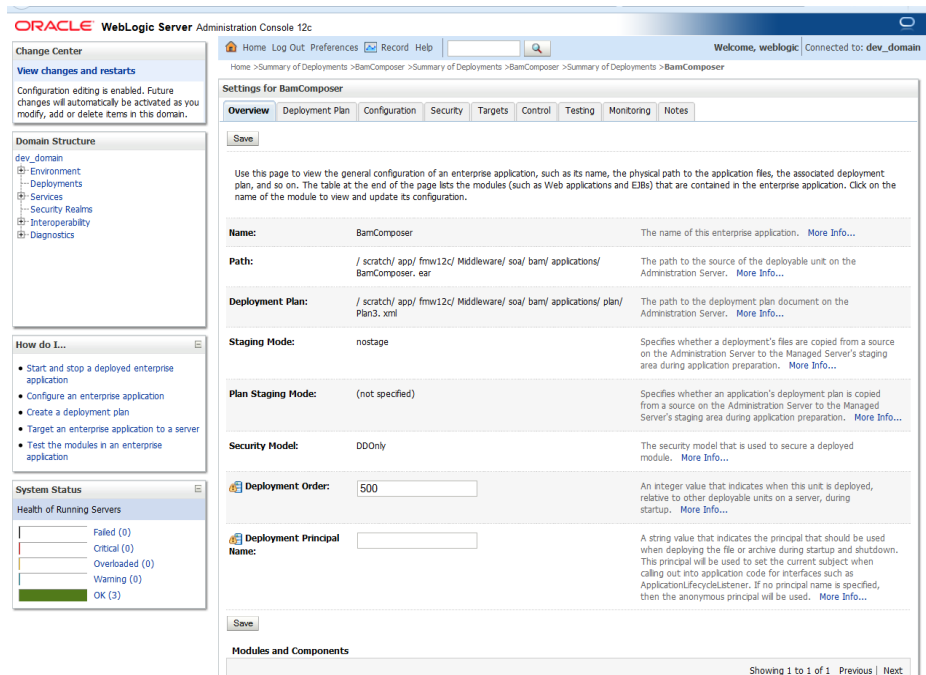 ORACLE WebLogic Server Administration Console 12c
Change Center
View changes and restarts
Configuration editing is enabled. Future
changes will automatically be activated as you
modify, add or delete items in this domain.
Domain Structure
dev_domain
Environment
Deployments
Services
Security Realms
Interoperability
Diagnostics
How do I...
Start and stop a deployed enterprise
application
Configure an enterprise application
Create a deployment plan
Target an enterprise application to a server
Test the modules in an enterprise
application
System Status
Health of Running Servers
Failed (0)
Critical (0)
Overloaded (0)
Warning (0)
OK (3)
Home Log Out Preferences Record Help
Welcome, weblogic Connected to: dev_domain
Home >Summary of Deployments >BamComposer >Summary of Deployments >BamComposer >Summary of Deployments >BamComposer
Settings for BamComposer
Overview Deployment Plan Configuration Security Targets Control Testing Monitoring Notes
Save
Use this page to view the general configuration of an enterprise application, such as its name, the physical path to the application files, the associated deployment
plan, and so on. The table at the end of the page lists the modules (such as Web applications and EJBs) that are contained in the enterprise application. Click on the
name of the module to view and update its configuration.
Name: BamComposer The name of this enterprise application. More Info...
Path: / scratch/ app/ fmw12c/ Middleware/ soa/ bam/ applications/ The path to the source of the deployable unit on the
BamComposer. ear Administration Server. More Info...
Deployment Plan: / scratch/ app/ fmw12c/ Middleware/ soa/ bam/ applications/ plan/ The path to the deployment plan document on the
Plan3. xml Administration Server. More Info...
Staging Mode: nostage Specifies whether a deployment's files are copied from a source
on the Administration Server to the Managed Server's staging
area during application preparation. More Info...
Plan Staging Mode: (not specified) Specifies whether an application's deployment plan is copied
from a source on the Administration Server to the Managed
Server's staging area during application preparation. More Info...
Security Model: DDOnly The security model that is used to secure a deployed
module. More Info...
Deployment Order: 500 An integer value that indicates when this unit is deployed,
relative to other deployable units on a server, during
startup. More Info...
Deployment Principal A string value that indicates the principal that should be used
Name: when deploying the file or archive during startup and shutdown.
This principal will be used to set the current subject when
calling out into application code for interfaces such as
ApplicationLifecycleListener. If no principal name is specified,
then the anonymous principal will be used. More Info...
Save
Modules and Components
Showing 1 to 1 of 1 Previous | Next